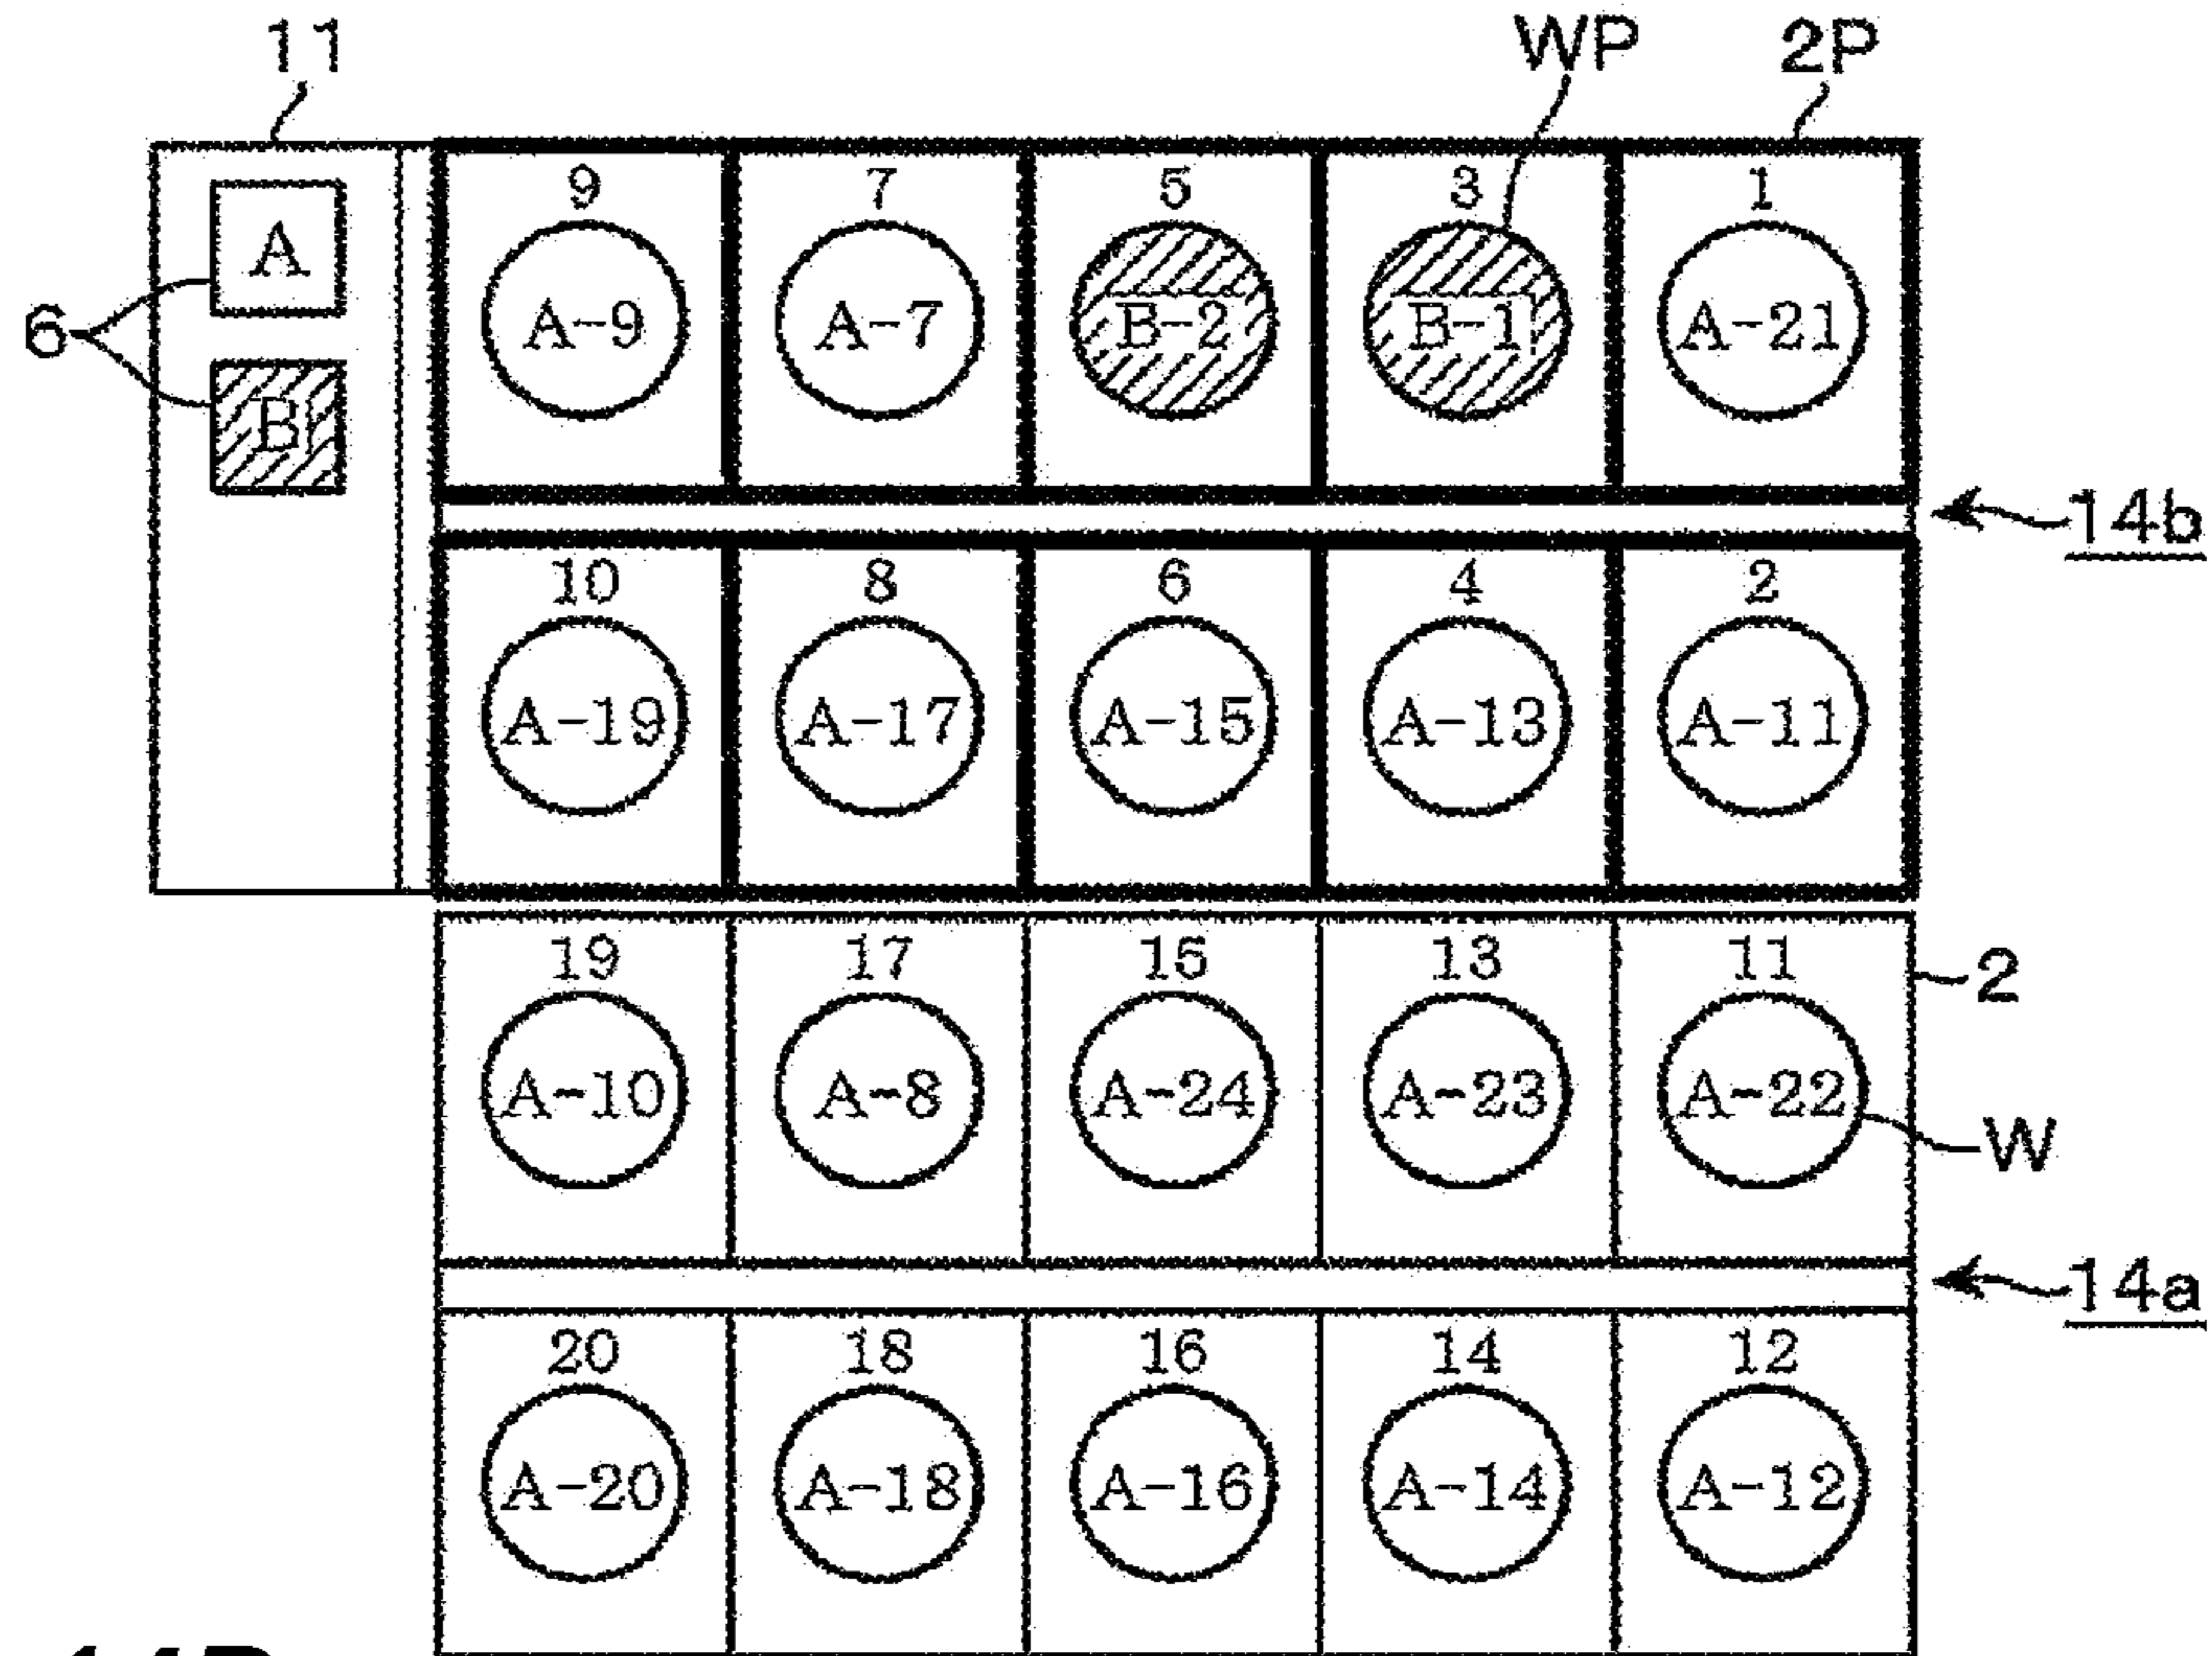 11 WP 2P
9 7 5 3 1
A
A-9 A-7 B-2 B-1 A-21
6
B
14b
10 8 6 4 2
A-19 A-17 A-15 A-13 A-11
19 17 15 13 11
2
A-10 A-8 A-24 A-23 A-22
W
14a
20 18 16 14 12
A-20 A-18 A-16 A-14 A-12